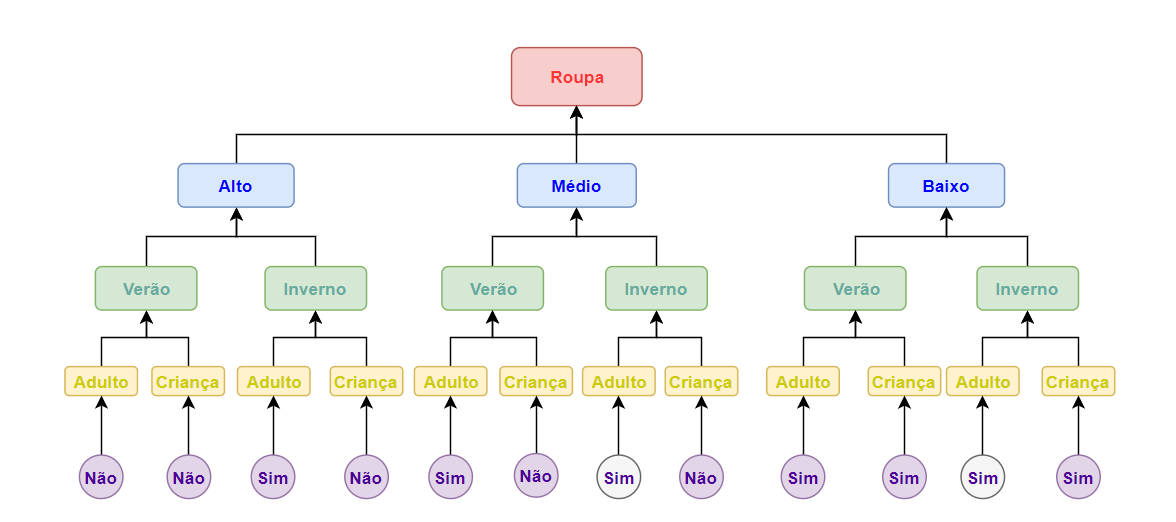 Roupa
Alto Médio Baixo
Verão Inverno Verão Inverno Verão Inverno
Adulto Criança Adulto Criança Adulto Criança Adulto Criança Adulto Criança Adulto Criança
Não Não Sim Não Sim Não Sim Não Sim Sim Sim Sim